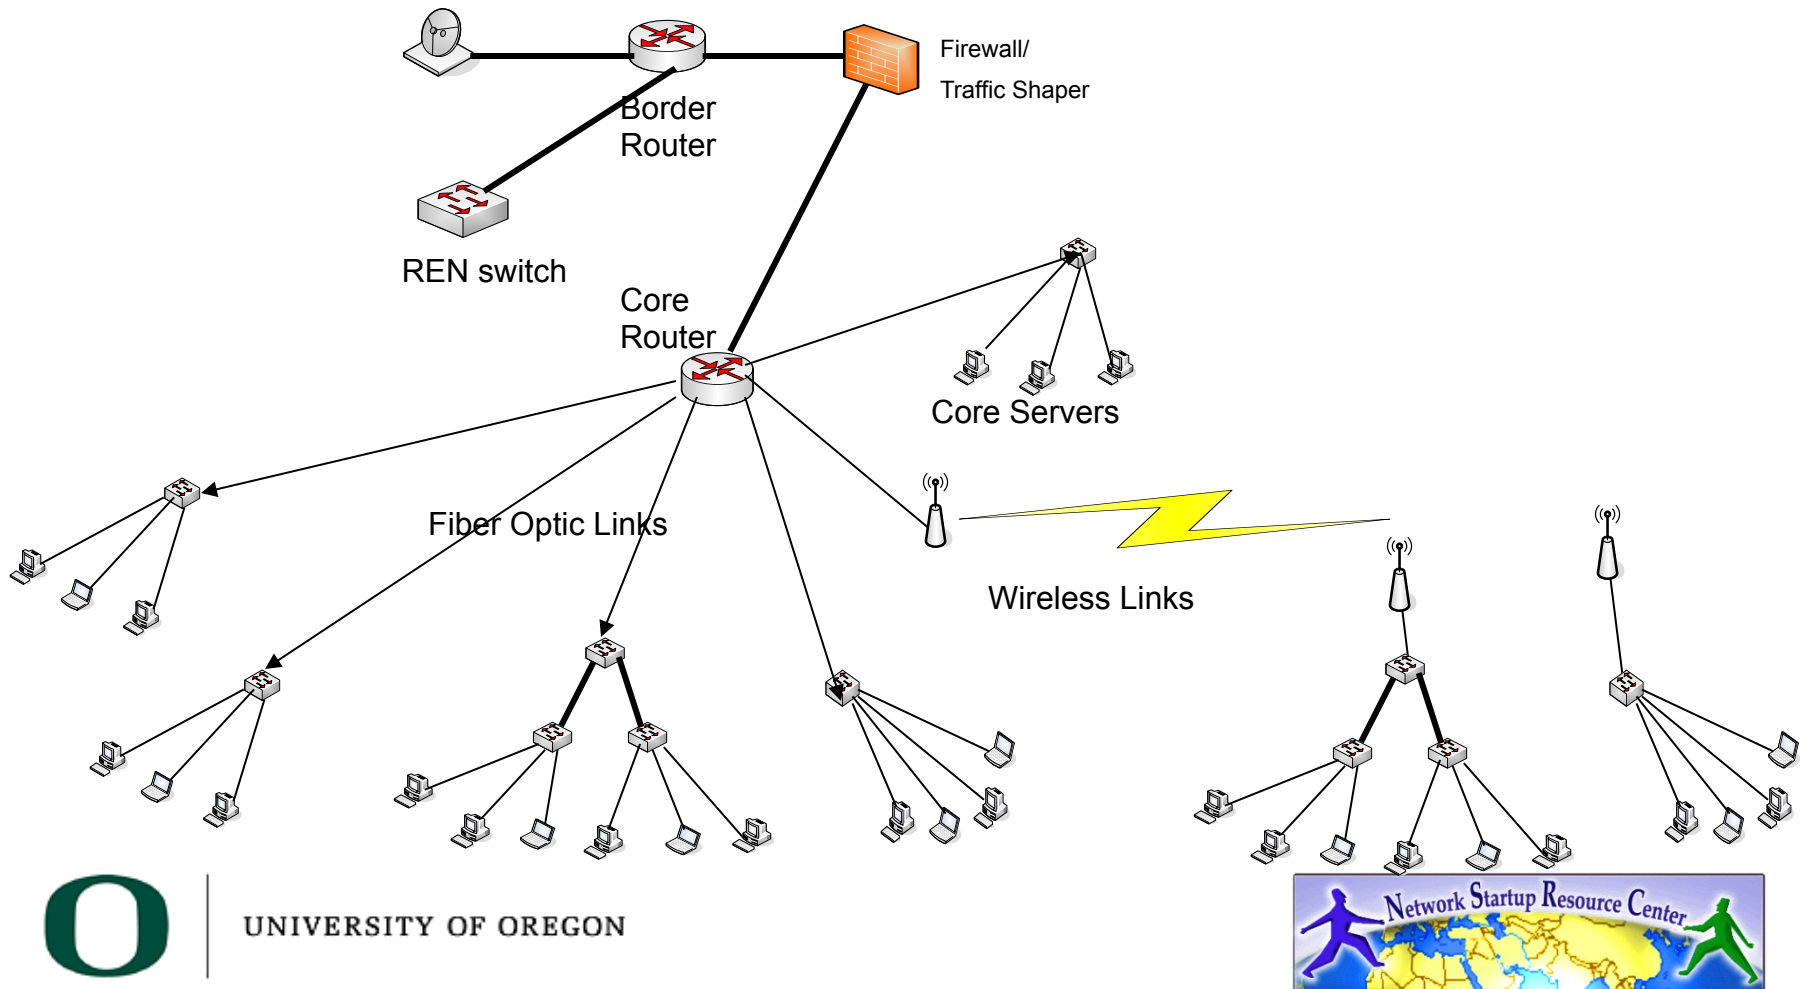 Firewall/
Traffic Shaper
Border
Router
REN switch
Core
Router
Core Servers
Fiber Optic Links
Wireless Links
UNIVERSITY OF OREGON
Network Startup Resource Center